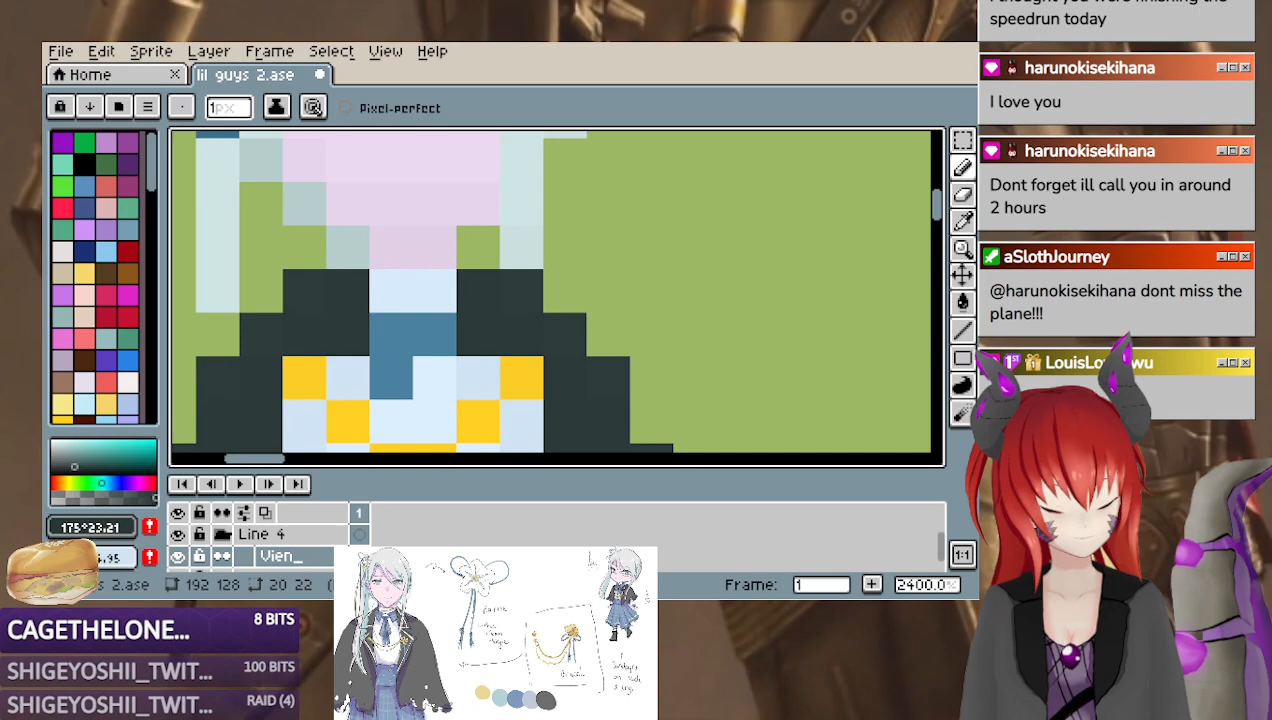 I thought you were finishing the
speedrun today
harunokisekihana
I love you
harunokisekihana
Dont forget ill call you in around
2 hours
aSlothJourney
@harunokisekihana dont miss the
plane!!!
1ST
File Edit Sprite Layer Frame Select View Help
Home
lil guys 2.ase
1px
Pixel-perfect
175°23.21
.95
1
Line 4
Vien_
s 2.ase 192 128 20 22
Frame: 1 + 2400.0%
1:1
CAGETHELONE... 8 BITS
SHIGEYOSHII_TWIT... 100 BITS
SHIGEYOSHII_TWIT... RAID (4)